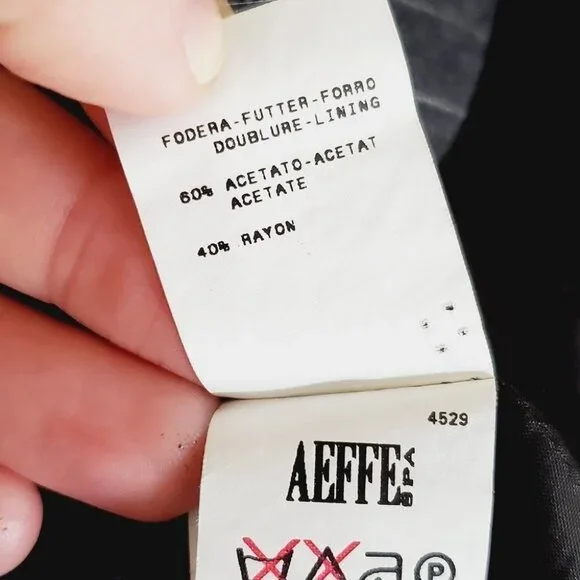 FODERA-FUTTER-FORRO
DOUBLURE-LINING
60% ACETATO-ACETAT
ACETATE
40% RAYON
4529
AEFFE SPA
P